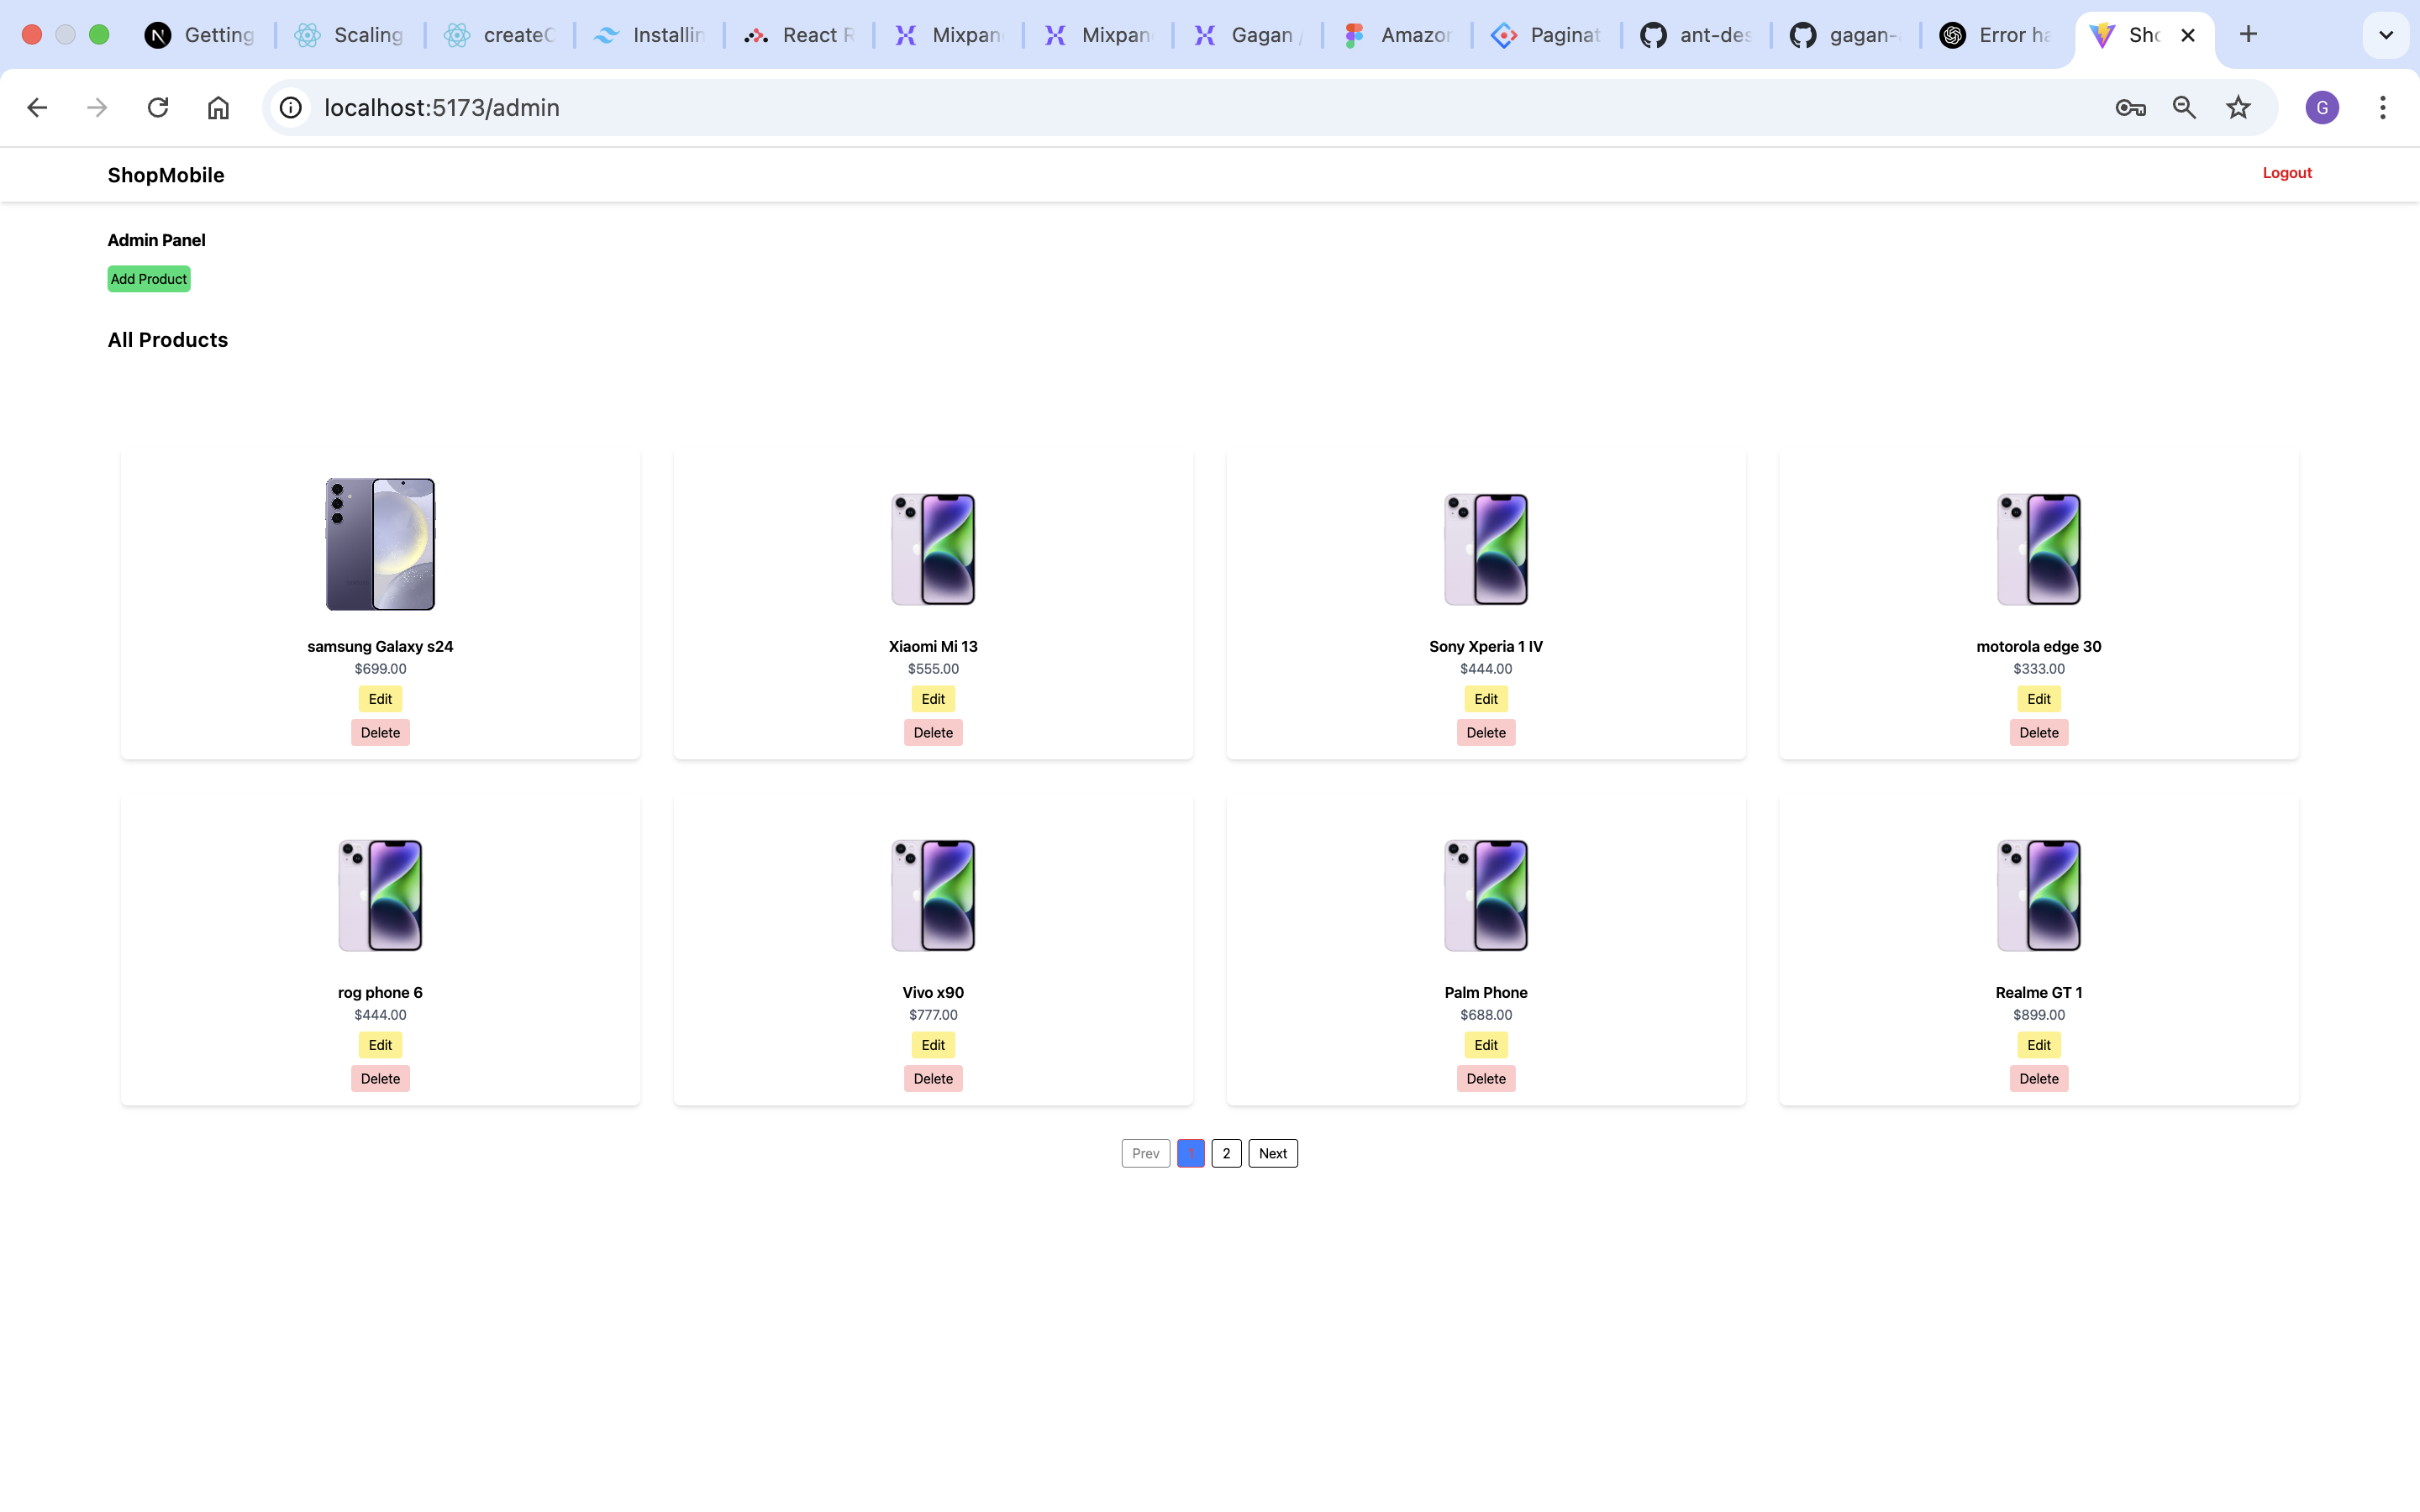 Getting
Scaling
createC
Installin
React R
Mixpan
Mixpan
Gagan /
Amazor
Paginat
ant-des
gagan-
Error ha
Sho
localhost:5173/admin
G
ShopMobile
Logout
Admin Panel
Add Product
All Products
samsung Galaxy s24
$699.00
Edit
Delete
Xiaomi Mi 13
$555.00
Edit
Delete
Sony Xperia 1 IV
$444.00
Edit
Delete
motorola edge 30
$333.00
Edit
Delete
rog phone 6
$444.00
Edit
Delete
Vivo x90
$777.00
Edit
Delete
Palm Phone
$688.00
Edit
Delete
Realme GT 1
$899.00
Edit
Delete
Prev 1 2 Next